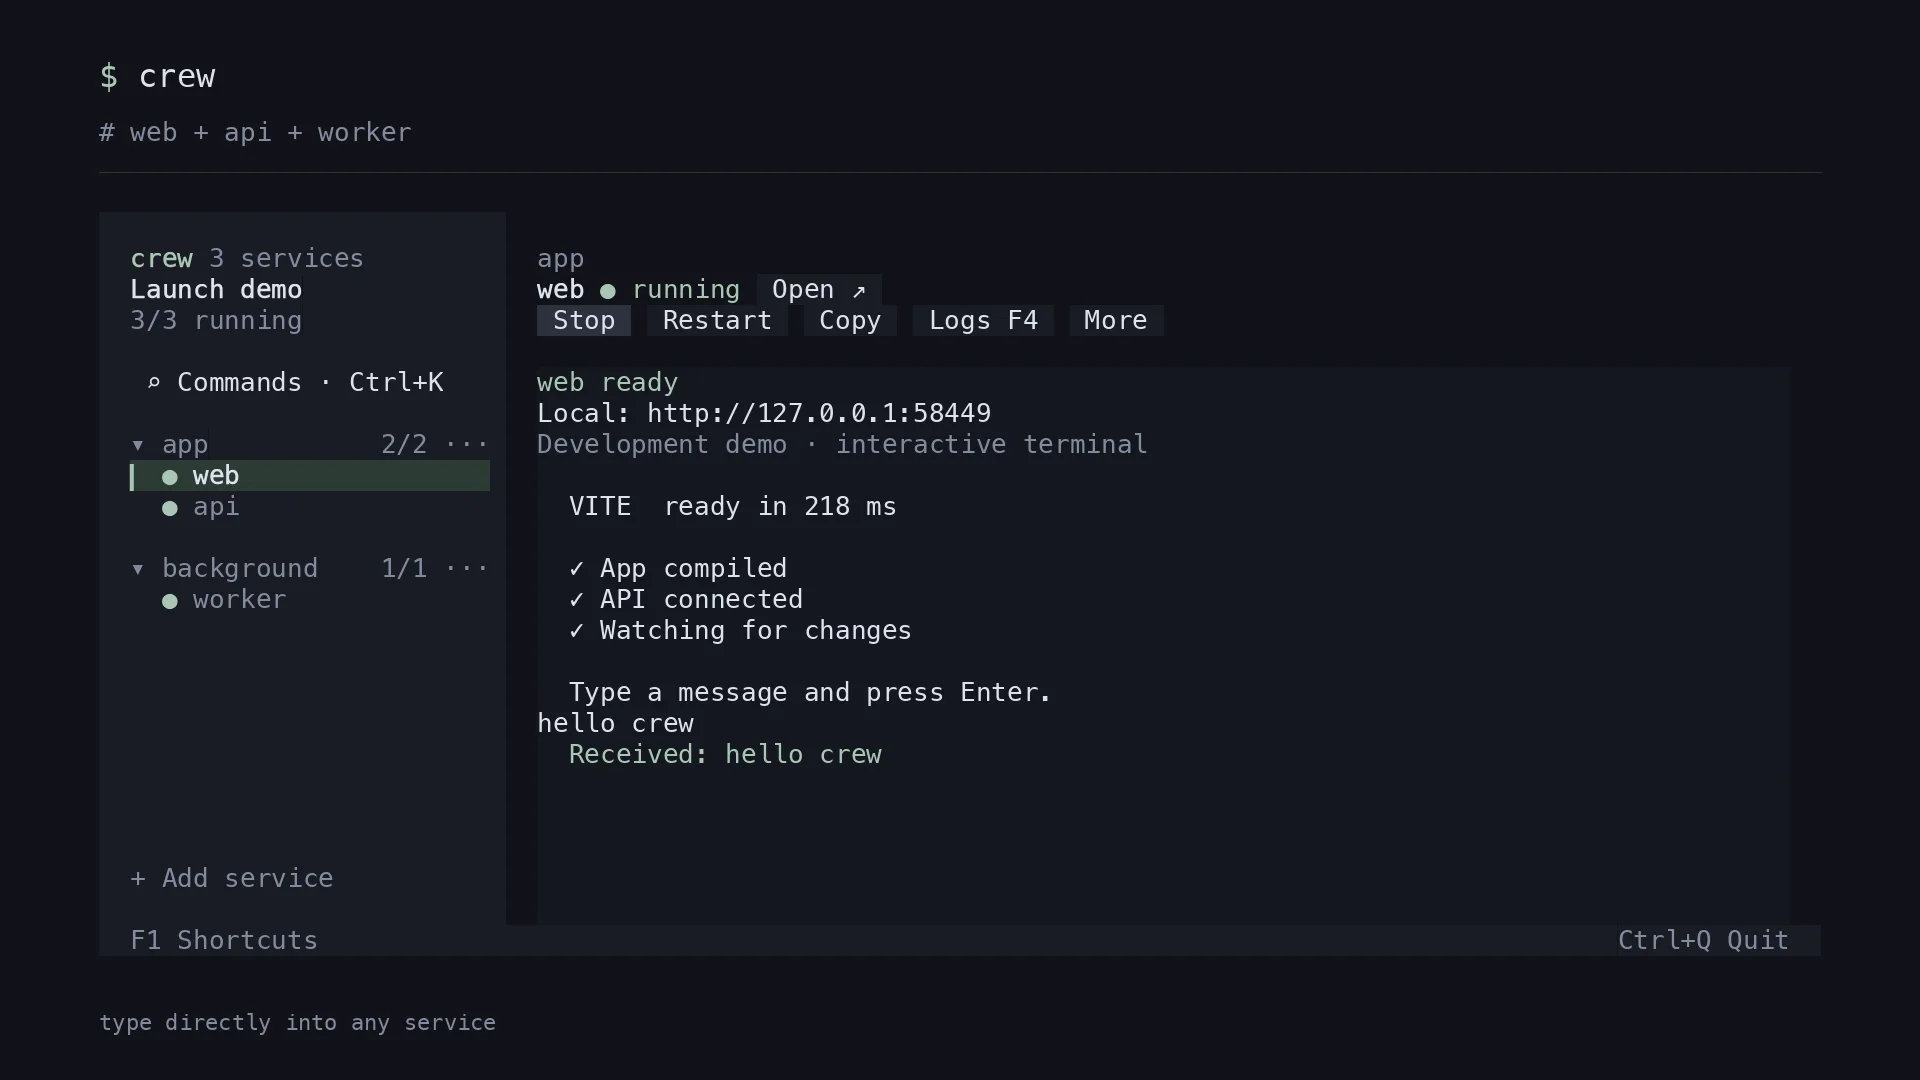 $ crew
# web + api + worker
crew 3 services
Launch demo
3/3 running
⌕ Commands · Ctrl+K
▾ app 2/2 ···
● web
● api
▾ background 1/1 ···
● worker
+ Add service
app
web ● running Open ↗
Stop Restart Copy Logs F4 More
web ready
Local: http://127.0.0.1:58449
Development demo · interactive terminal
VITE ready in 218 ms
✓ App compiled
✓ API connected
✓ Watching for changes
Type a message and press Enter.
hello crew
Received: hello crew
F1 Shortcuts Ctrl+Q Quit
type directly into any service